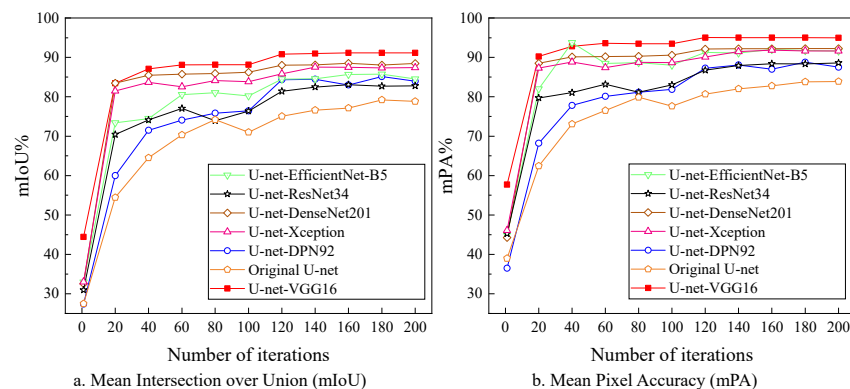 mIoU%
100
90
80
70
60
50
40
30
U-net-EfficientNet-B5
U-net-ResNet34
U-net-DenseNet201
U-net-Xception
U-net-DPN92
Original U-net
U-net-VGG16
0 20 40 60 80 100 120 140 160 180 200
Number of iterations
a. Mean Intersection over Union (mIoU)
mPA%
100
90
80
70
60
50
40
30
U-net-EfficientNet-B5
U-net-ResNet34
U-net-DenseNet201
U-net-Xception
U-net-DPN92
Original U-net
U-net-VGG16
0 20 40 60 80 100 120 140 160 180 200
Number of iterations
b. Mean Pixel Accuracy (mPA)